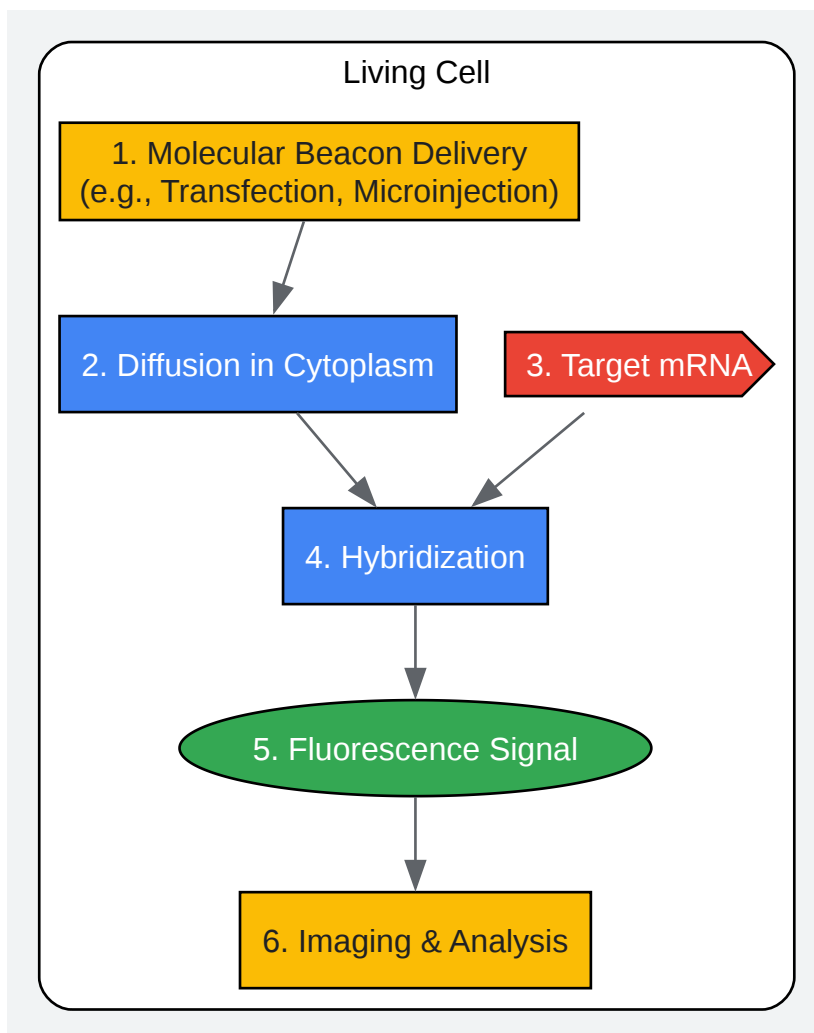 Living Cell
1. Molecular Beacon Delivery
(e.g., Transfection, Microinjection)
2. Diffusion in Cytoplasm
3. Target mRNA
4. Hybridization
5. Fluorescence Signal
6. Imaging & Analysis